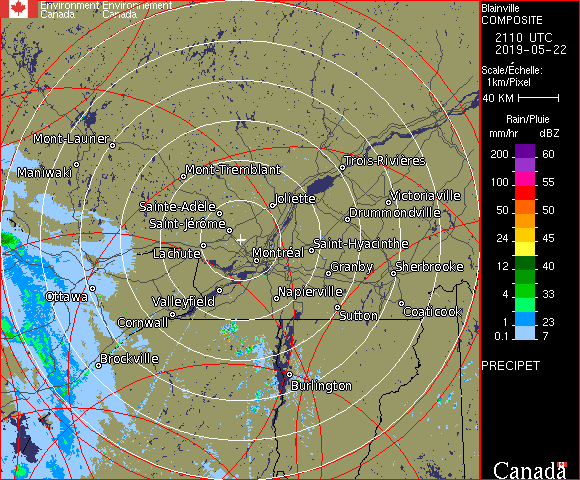 Environment Environnement
Canada Canada
Blainville
COMPOSITE
2110 UTC
2019-05-22
Scale/Échelle:
1km/Pixel
40 KM
Rain/Pluie
mm/hr dBZ
200 60
100 55
50 50
24 45
12 40
4 33
1 23
0.1 7
PRECIPET
Mont-Laurier
Maniwaki
Mont-Tremblant
Trois-Rivières
Sainte-Adèle
Joliette
Victoriaville
Saint-Jérôme
Drummondville
Lachute
Montréal
Saint-Hyacinthe
Granby
Sherbrooke
Ottawa
Valleyfield
Napierville
Cornwall
Sutton
Coaticook
Brockville
Burlington
Canada